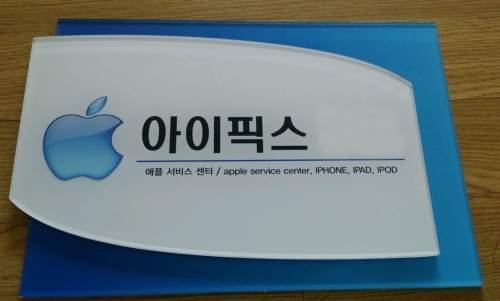 아이픽스
애플 서비스 센터 / apple service center, IPHONE, IPAD, IPOD